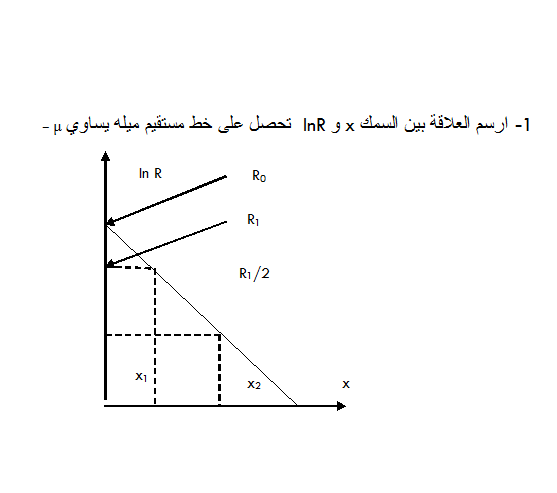 1- ارسم العلاقة بين السمك x و lnR تحصل على خط مستقيم ميله يساوي µ -
ln R
R0
R1
R1/2
x1
x2
x